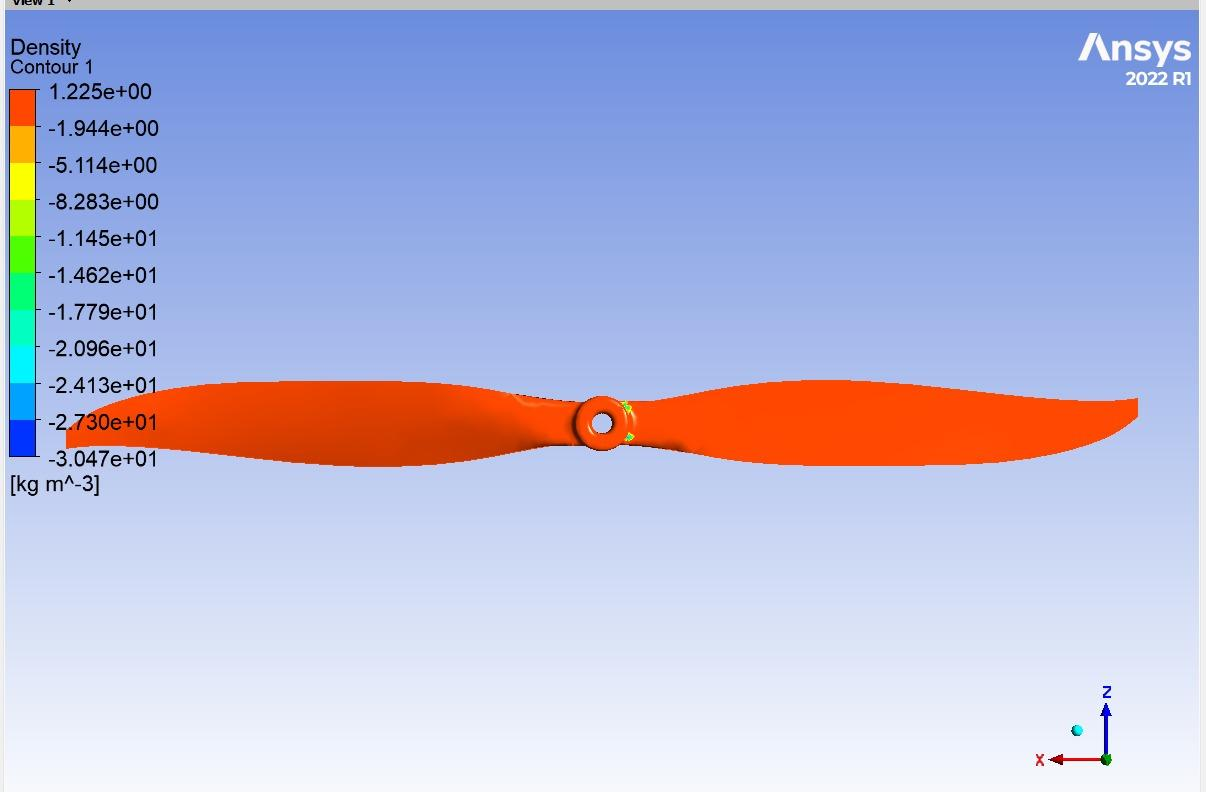 View 1
Density
Contour 1
1.225e+00
-1.944e+00
-5.114e+00
-8.283e+00
-1.145e+01
-1.462e+01
-1.779e+01
-2.096e+01
-2.413e+01
-2.730e+01
-3.047e+01
[kg m^-3]
Ansys
2022 R1
Z
X